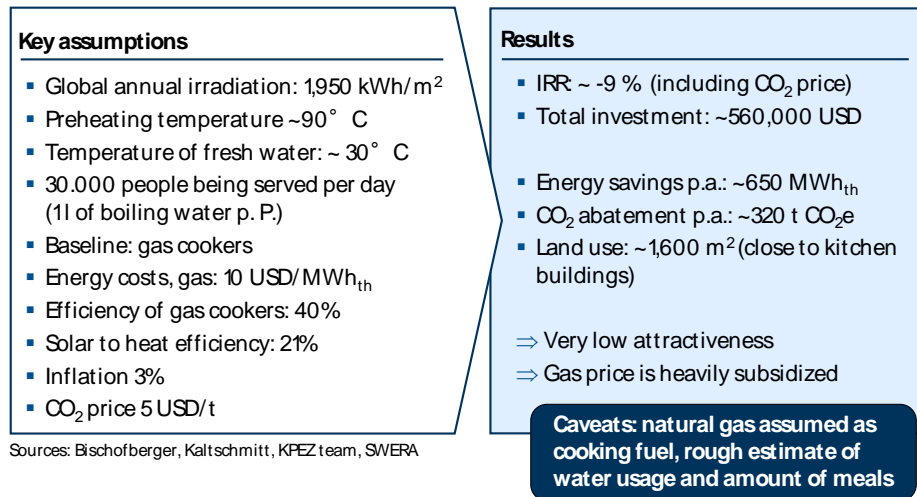 Key assumptions
▪ Global annual irradiation: 1,950 kWh/m²
▪ Preheating temperature ~90° C
▪ Temperature of fresh water: ~ 30° C
▪ 30.000 people being served per day
(1l of boiling water p. P.)
▪ Baseline: gas cookers
▪ Energy costs, gas: 10 USD/MWhth
▪ Efficiency of gas cookers: 40%
▪ Solar to heat efficiency: 21%
▪ Inflation 3%
▪ CO₂ price 5 USD/t
Sources: Bischofberger, Kaltschmitt, KPEZ team, SWERA
Results
▪ IRR: ~ -9 % (including CO₂ price)
▪ Total investment: ~560,000 USD
▪ Energy savings p.a.: ~650 MWhth
▪ CO₂ abatement p.a.: ~320 t CO₂e
▪ Land use: ~1,600 m² (close to kitchen
buildings)
⇒ Very low attractiveness
⇒ Gas price is heavily subsidized
Caveats: natural gas assumed as
cooking fuel, rough estimate of
water usage and amount of meals